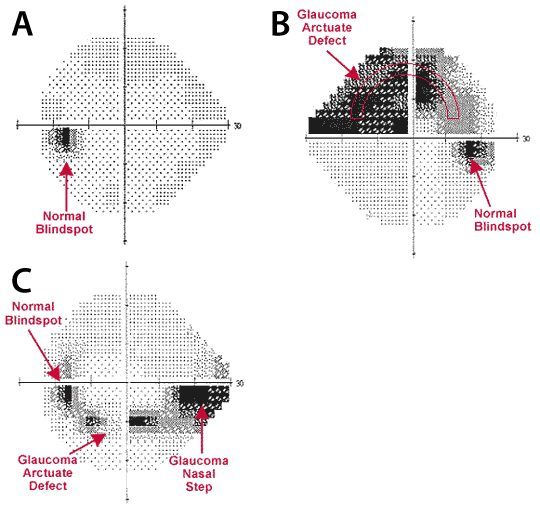 A
30
Normal
Blindspot
B
Glaucoma
Arctuate
Defect
30
Normal
Blindspot
C
Normal
Blindspot
30
Glaucoma
Arctuate
Defect
Glaucoma
Nasal
Step